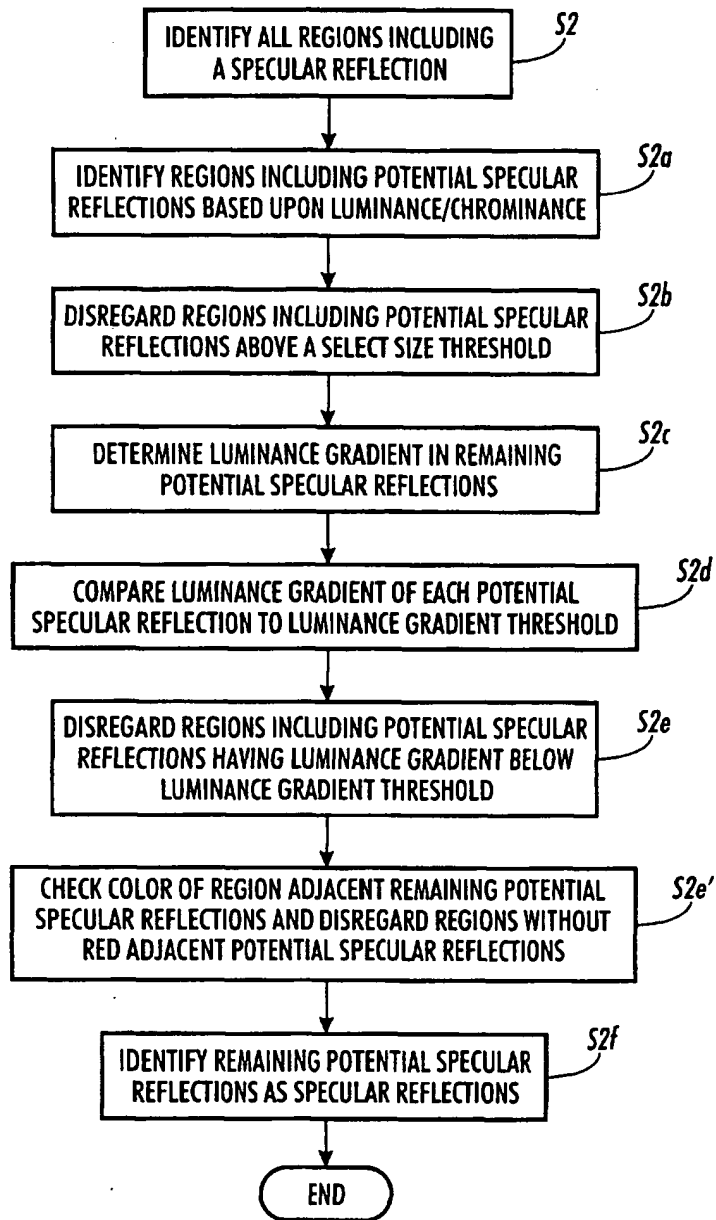 IDENTIFY ALL REGIONS INCLUDING
A SPECULAR REFLECTION
S2
IDENTIFY REGIONS INCLUDING POTENTIAL SPECULAR
REFLECTIONS BASED UPON LUMINANCE/CHROMINANCE
S2a
DISREGARD REGIONS INCLUDING POTENTIAL SPECULAR
REFLECTIONS ABOVE A SELECT SIZE THRESHOLD
S2b
DETERMINE LUMINANCE GRADIENT IN REMAINING
POTENTIAL SPECULAR REFLECTIONS
S2c
COMPARE LUMINANCE GRADIENT OF EACH POTENTIAL
SPECULAR REFLECTION TO LUMINANCE GRADIENT THRESHOLD
S2d
DISREGARD REGIONS INCLUDING POTENTIAL SPECULAR
REFLECTIONS HAVING LUMINANCE GRADIENT BELOW
LUMINANCE GRADIENT THRESHOLD
S2e
CHECK COLOR OF REGION ADJACENT REMAINING POTENTIAL
SPECULAR REFLECTIONS AND DISREGARD REGIONS WITHOUT
RED ADJACENT POTENTIAL SPECULAR REFLECTIONS
S2e'
IDENTIFY REMAINING POTENTIAL SPECULAR
REFLECTIONS AS SPECULAR REFLECTIONS
S2f
END